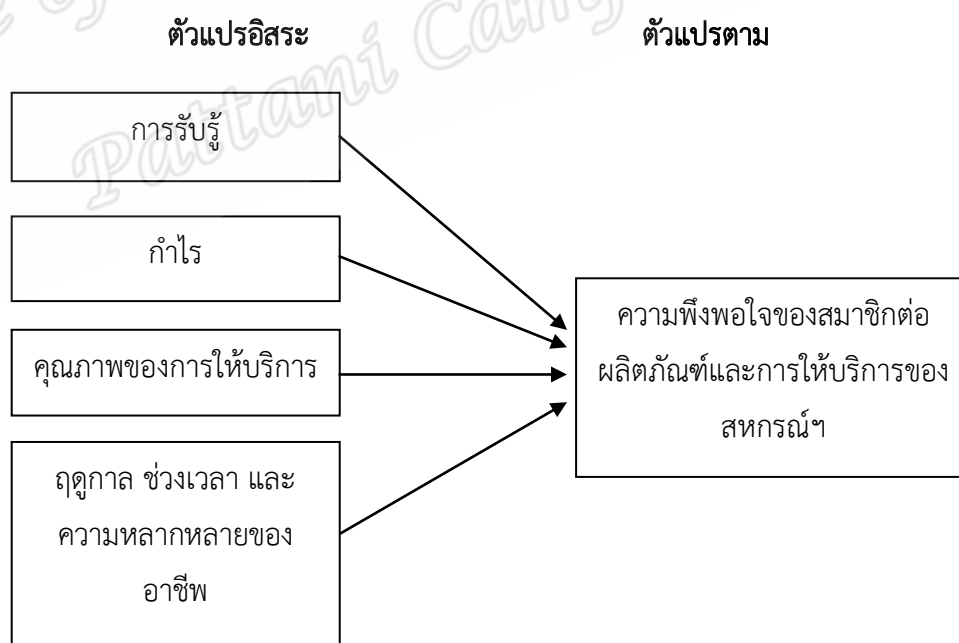 ตัวแปรอิสระ
ตัวแปรตาม
Pattani
การรับรู้
กำไร
คุณภาพของการให้บริการ
ฤดูกาล ช่วงเวลา และ
ความหลากหลายของ
อาชีพ
ความพึงพอใจของสมาชิกต่อ
ผลิตภัณฑ์และการให้บริการของ
สหกรณ์ฯ